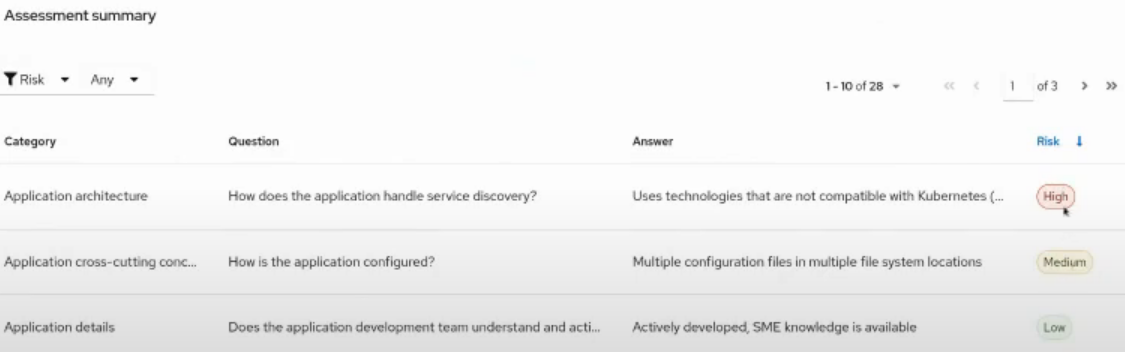 Assessment summary
Risk Any 1 - 10 of 28 1 of 3
Category Question Answer Risk
Application architecture How does the application handle service discovery? Uses technologies that are not compatible with Kubernetes (... High
Application cross-cutting conc... How is the application configured? Multiple configuration files in multiple file system locations Medium
Application details Does the application development team understand and acti... Actively developed, SME knowledge is available Low